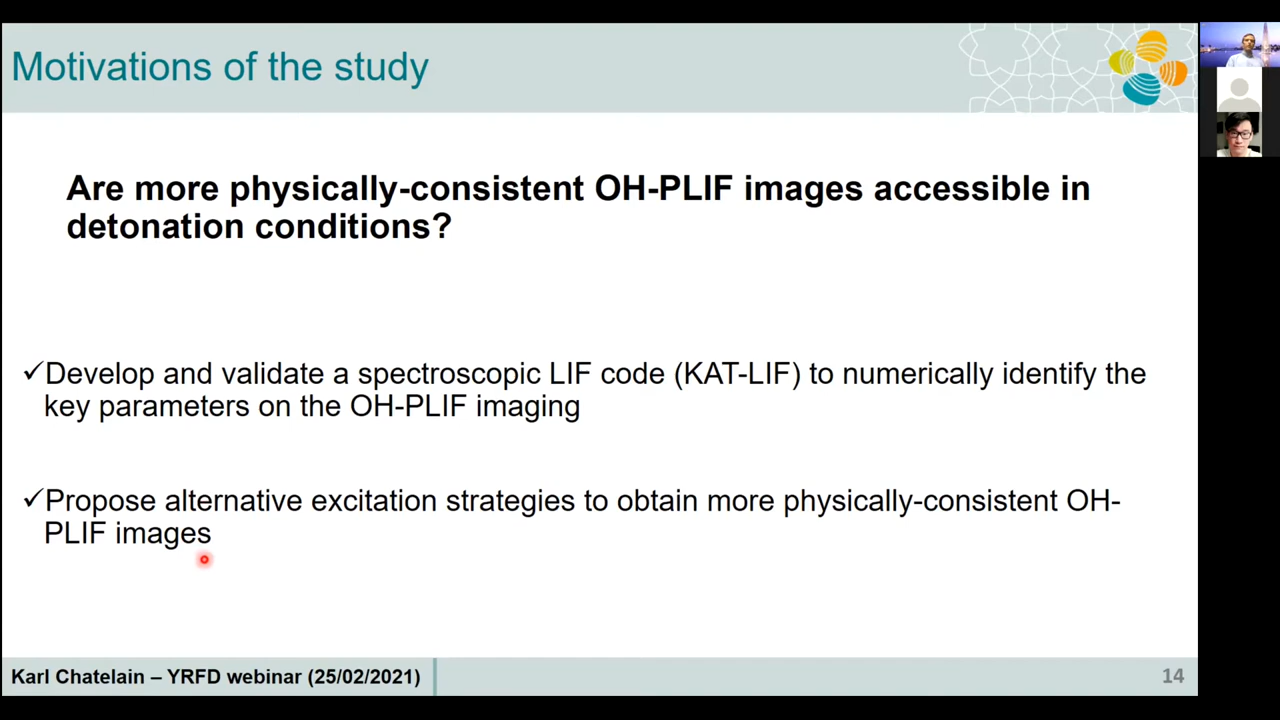 Motivations of the study
Are more physically-consistent OH-PLIF images accessible in
detonation conditions?
✓Develop and validate a spectroscopic LIF code (KAT-LIF) to numerically identify the
key parameters on the OH-PLIF imaging
✓Propose alternative excitation strategies to obtain more physically-consistent OH-
PLIF images
Karl Chatelain – YRFD webinar (25/02/2021)
14